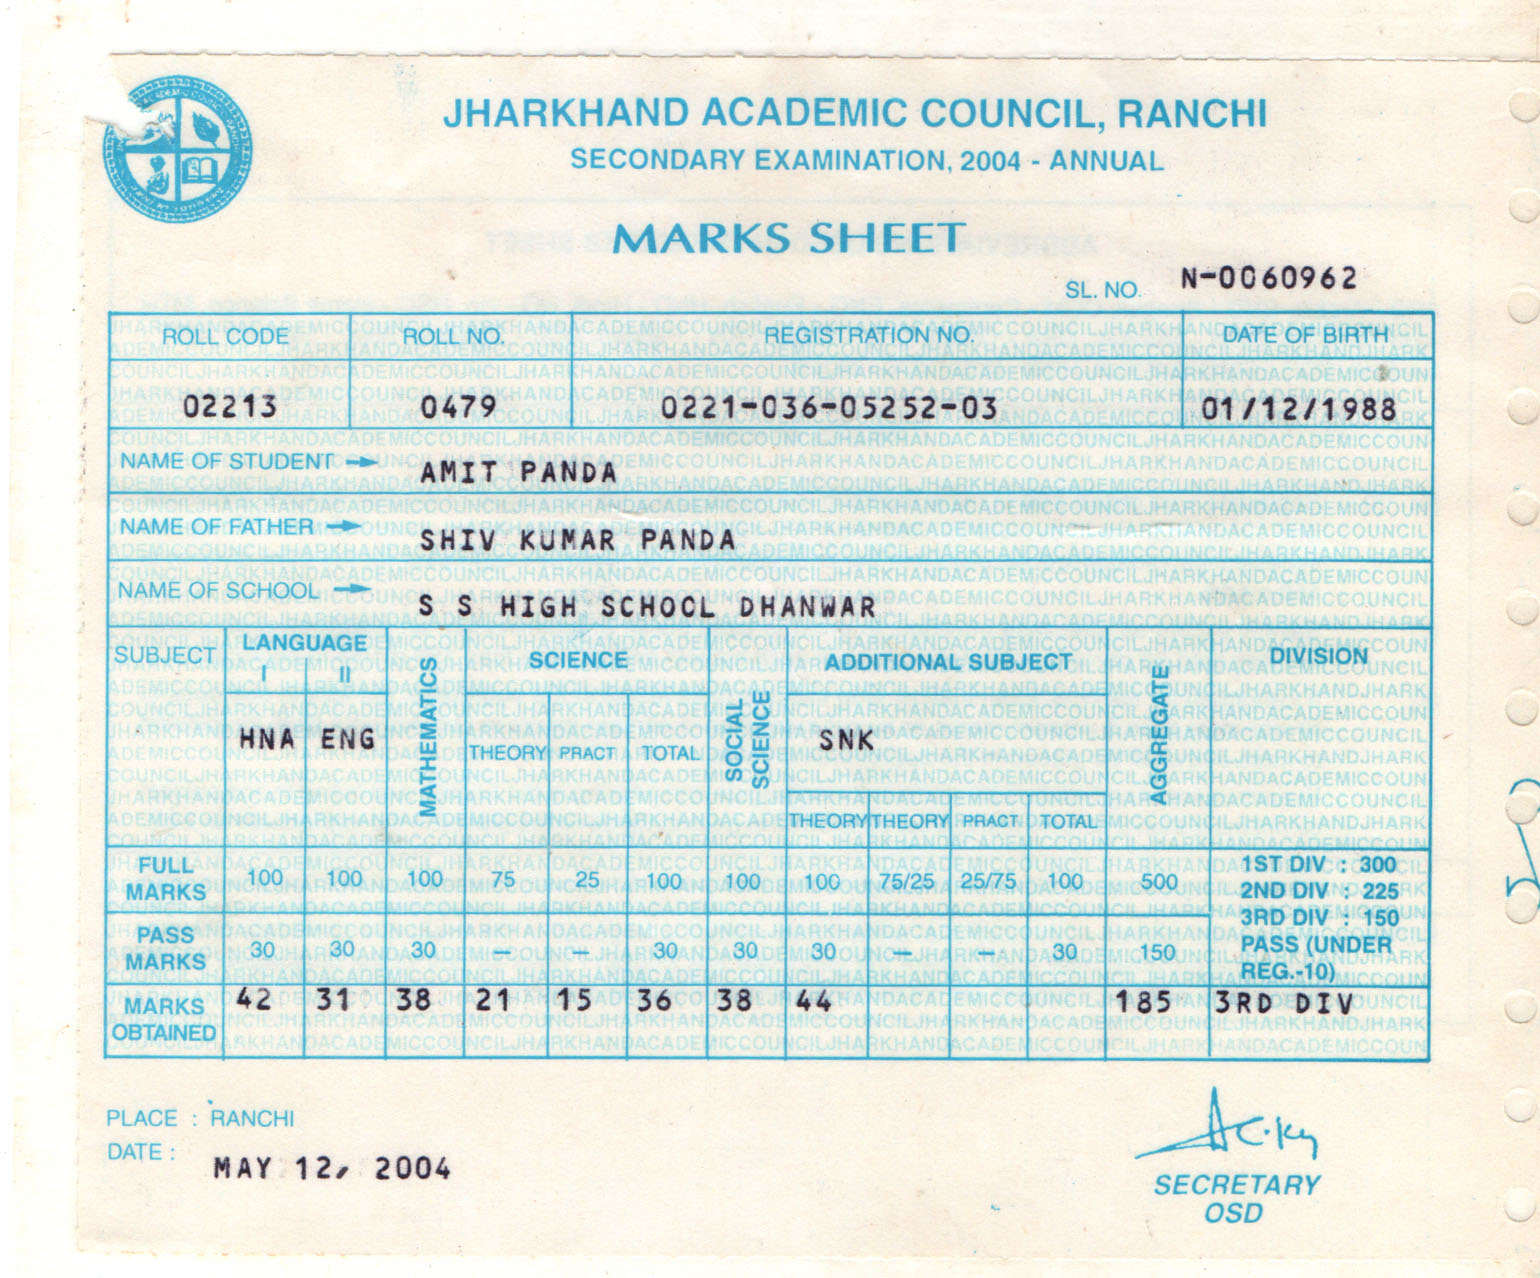 JHARKHAND ACADEMIC COUNCIL, RANCHI
SECONDARY EXAMINATION, 2004 - ANNUAL
MARKS SHEET
SL. NO. N-0060962
ROLL CODE ROLL NO. REGISTRATION NO. DATE OF BIRTH
02213 0479 0221-036-05252-03 01/12/1988
NAME OF STUDENT AMIT PANDA
NAME OF FATHER SHIV KUMAR PANDA
NAME OF SCHOOL S S HIGH SCHOOL DHANWAR
SUBJECT LANGUAGE MATHEMATICS SCIENCE SOCIAL SCIENCE ADDITIONAL SUBJECT AGGREGATE DIVISION
I II
HNA ENG THEORY PRACT TOTAL SNK
THEORY THEORY PRACT TOTAL
FULL MARKS 100 100 100 75 25 100 100 100 75/25 25/75 100 500
1ST DIV : 300
2ND DIV : 225
3RD DIV : 150
PASS (UNDER
REG.-10)
PASS MARKS 30 30 30 — — 30 30 30 — — 30 150
MARKS OBTAINED 42 31 38 21 15 36 38 44 185 3RD DIV
PLACE : RANCHI
DATE : MAY 12, 2004
SECRETARY
OSD